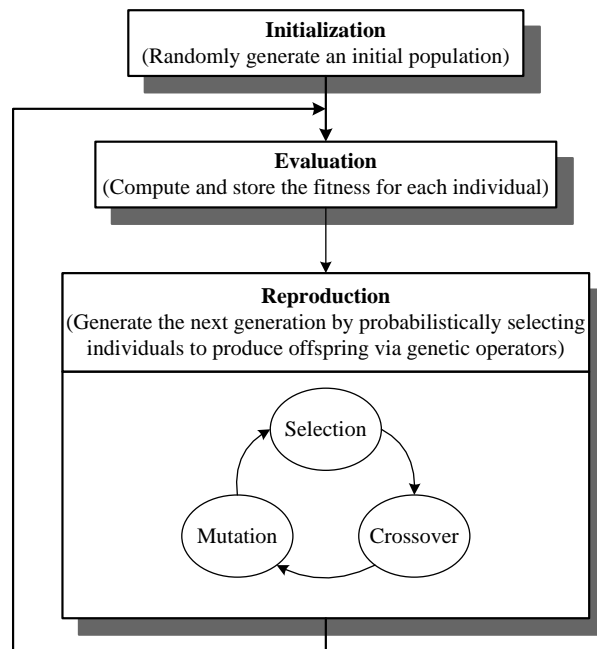 Initialization
(Randomly generate an initial population)
Evaluation
(Compute and store the fitness for each individual)
Reproduction
(Generate the next generation by probabilistically selecting
individuals to produce offspring via genetic operators)
Selection
Mutation
Crossover